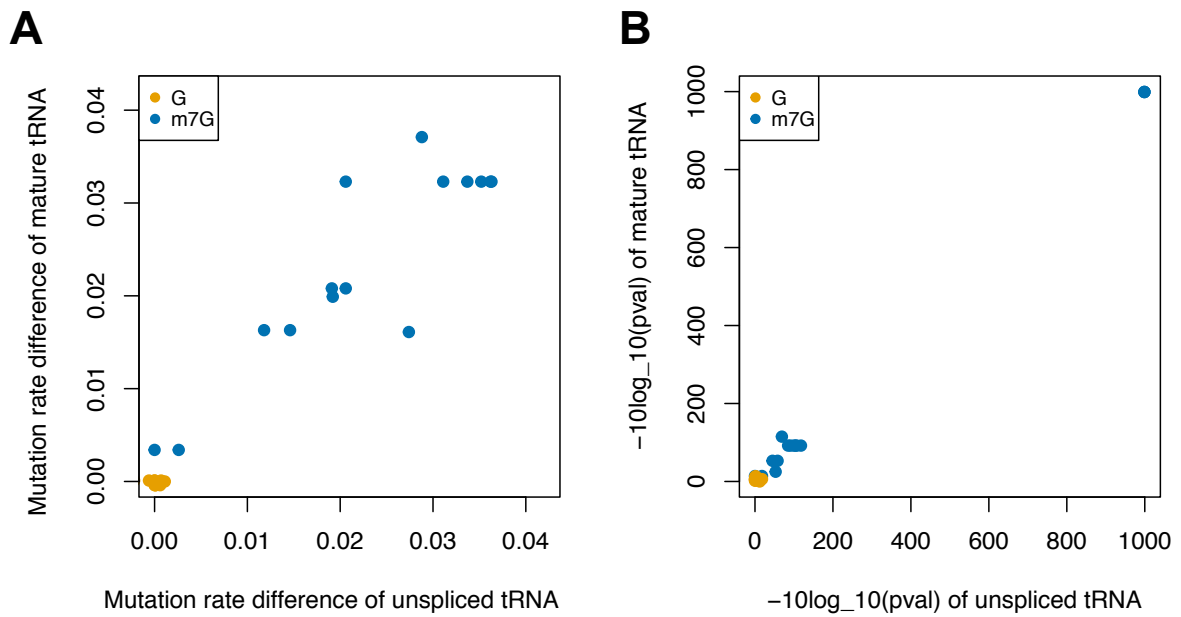 A
G
m7G
Mutation rate difference of mature tRNA
0.04
0.03
0.02
0.01
0.00
0.00 0.01 0.02 0.03 0.04
Mutation rate difference of unspliced tRNA
B
G
m7G
−10log_10(pval) of mature tRNA
1000
800
600
400
200
0
0 200 400 600 800 1000
−10log_10(pval) of unspliced tRNA